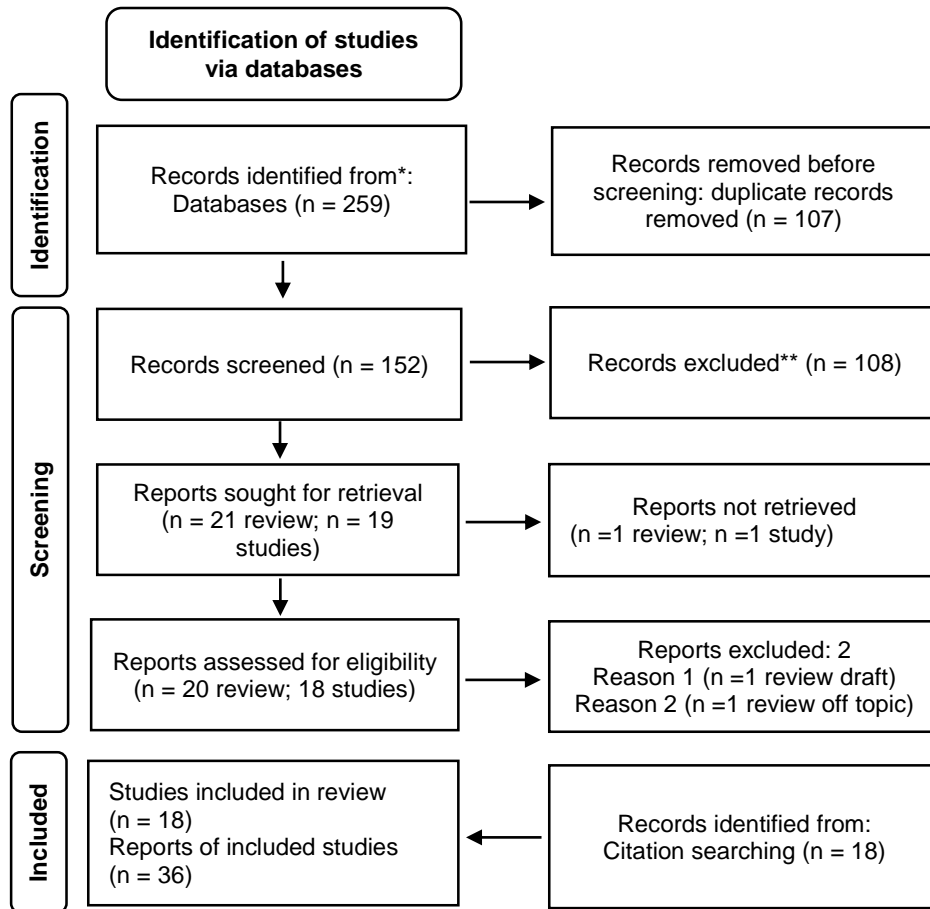 Identification of studies
via databases
Identification
Records identified from*:
Databases (n = 259)
Records removed before
screening: duplicate records
removed (n = 107)
Screening
Records screened (n = 152)
Records excluded** (n = 108)
Reports sought for retrieval
(n = 21 review; n = 19
studies)
Reports not retrieved
(n =1 review; n =1 study)
Reports assessed for eligibility
(n = 20 review; 18 studies)
Reports excluded: 2
Reason 1 (n =1 review draft)
Reason 2 (n =1 review off topic)
Included
Studies included in review
(n = 18)
Reports of included studies
(n = 36)
Records identified from:
Citation searching (n = 18)